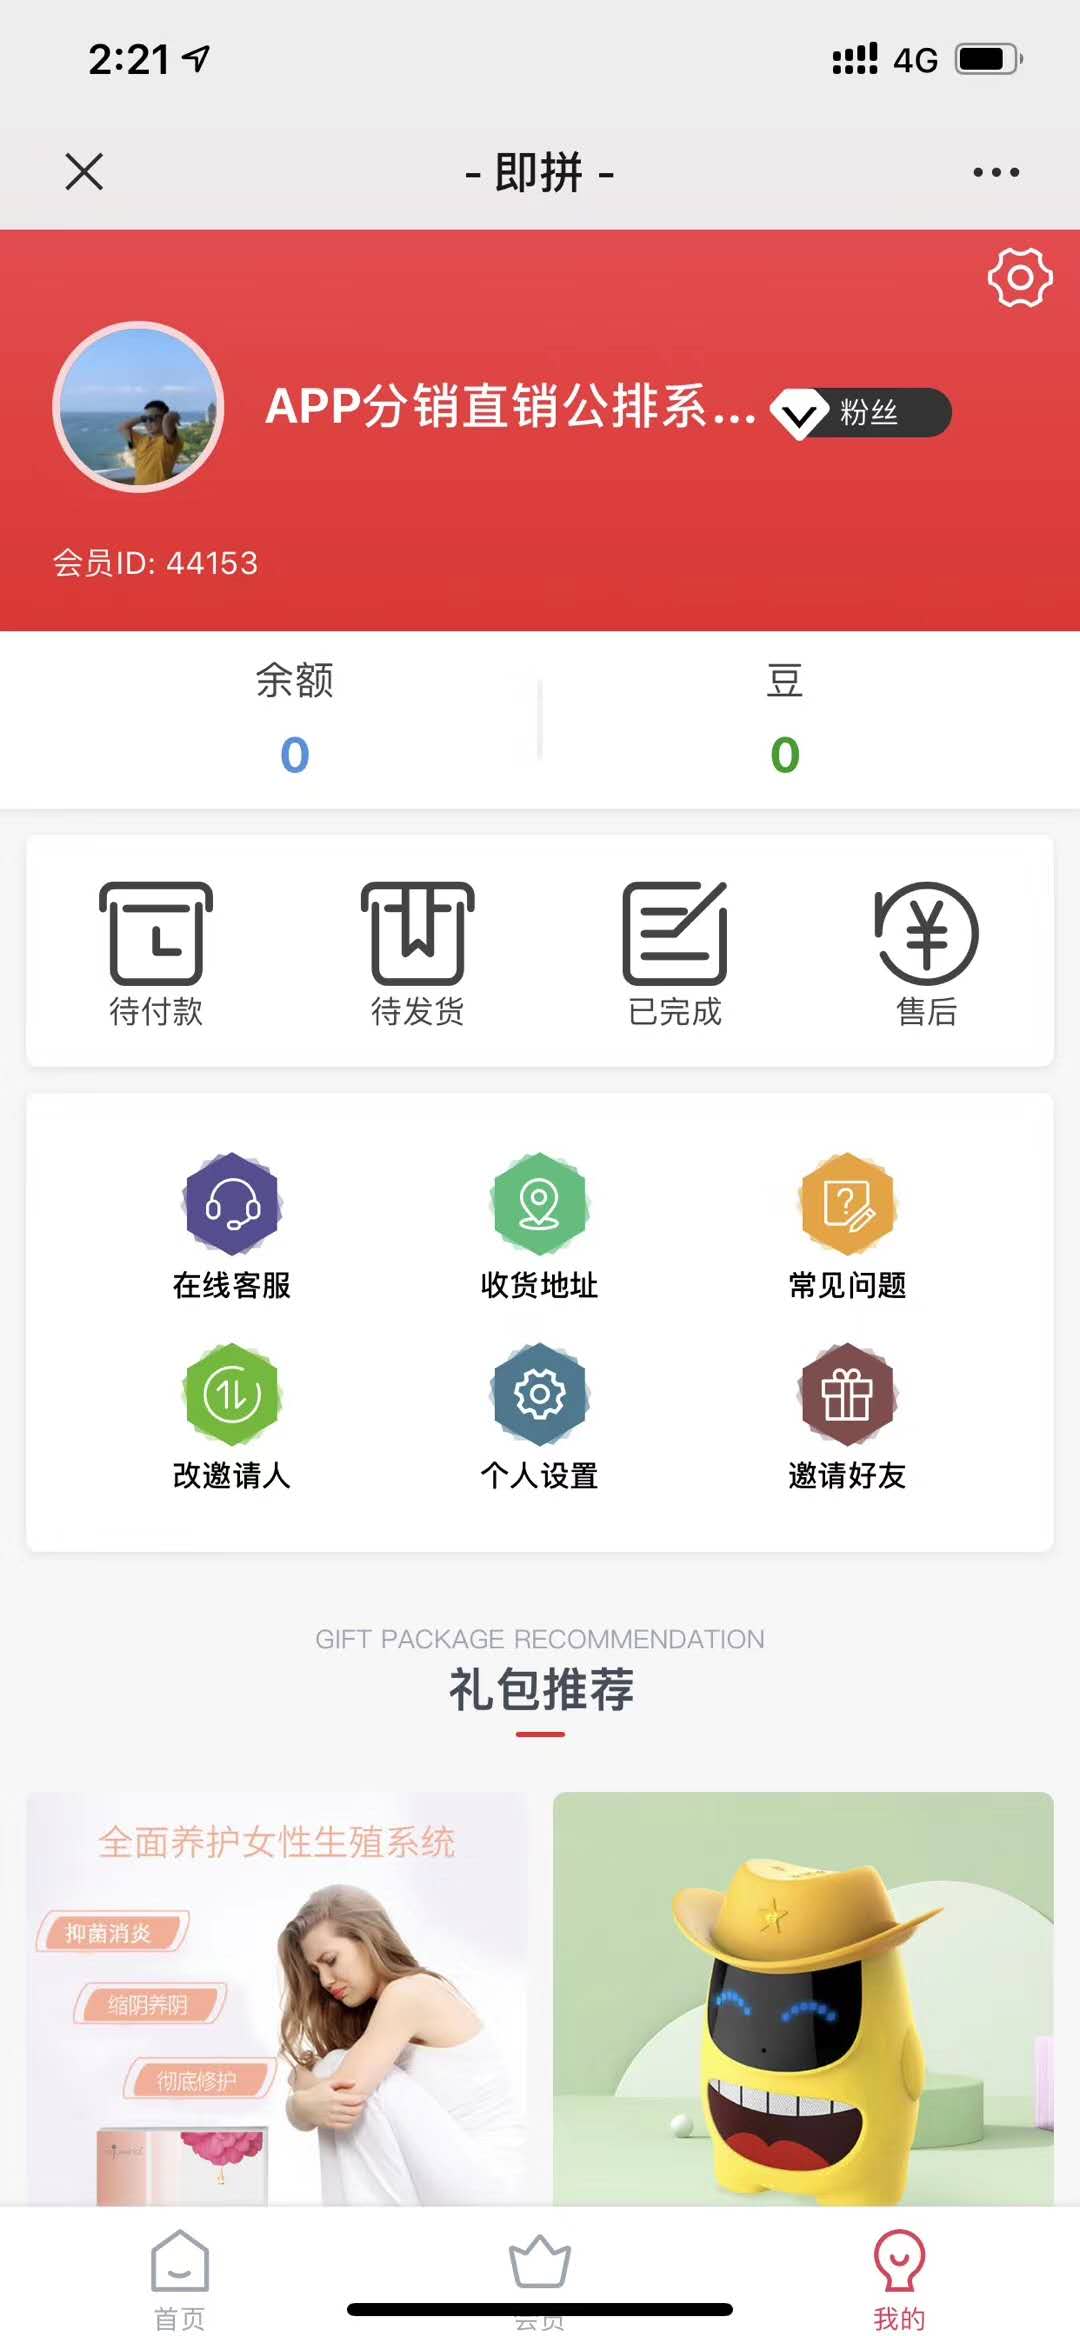 2:21
4G
- 即拼 -
APP分销直销公排系...
粉丝
会员ID: 44153
余额
豆
0
0
待付款
待发货
已完成
售后
在线客服
收货地址
常见问题
改邀请人
个人设置
邀请好友
GIFT PACKAGE RECOMMENDATION
礼包推荐
全面养护女性生殖系统
抑菌消炎
缩阴养阴
彻底修护
首页
会员
我的